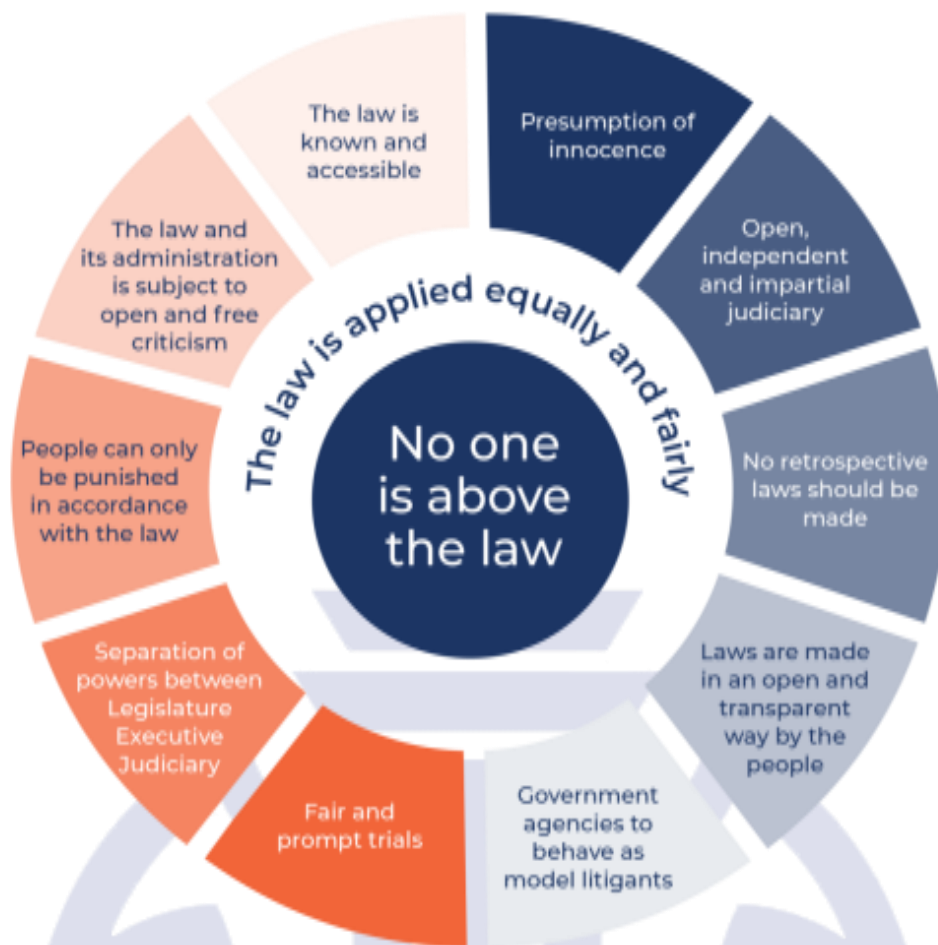 The law is
known and
accessible
Presumption of
innocence
Open,
independent
and impartial
judiciary
No retrospective
laws should be
made
Laws are made
in an open and
transparent
way by the
people
Government
agencies to
behave as
model litigants
Fair and
prompt trials
Separation of
powers between
Legislature
Executive
Judiciary
People can only
be punished
in accordance
with the law
The law and
its administration
is subject to
open and free
criticism
The law is applied equally and fairly
No one
is above
the law